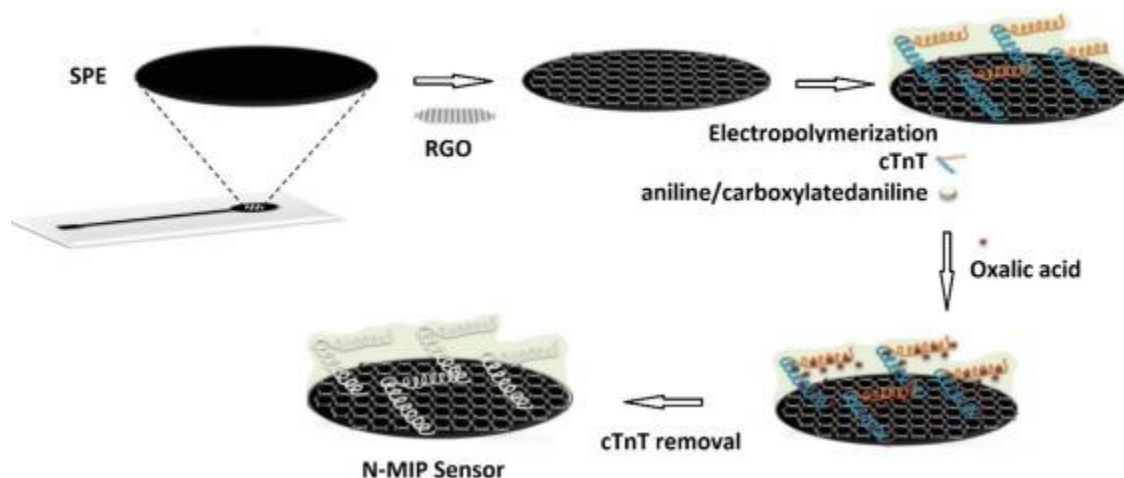 SPE
RGO
Electropolymerization
cTnT
aniline/carboxylatedaniline
Oxalic acid
cTnT removal
N-MIP Sensor